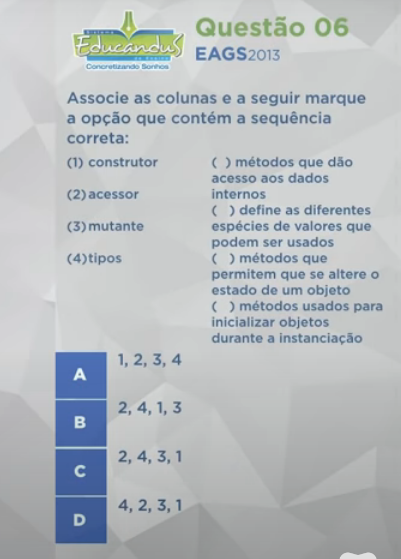 Sistema
Educandus
de Ensino
Concretizando Sonhos
Questão 06
EAGS2013
Associe as colunas e a seguir marque
a opção que contém a sequência
correta:
(1) construtor
(2) acessor
(3) mutante
(4) tipos
( ) métodos que dão
acesso aos dados
internos
( ) define as diferentes
espécies de valores que
podem ser usados
( ) métodos que
permitem que se altere o
estado de um objeto
( ) métodos usados para
inicializar objetos
durante a instanciação
A 1, 2, 3, 4
B 2, 4, 1, 3
C 2, 4, 3, 1
D 4, 2, 3, 1